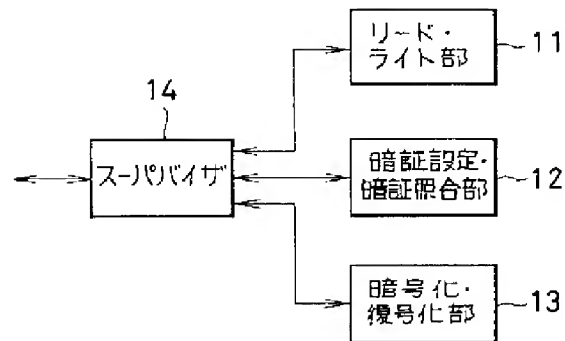 リード・
ライト部
11
14
スーパバイザ
暗証設定・
暗証照合部
12
暗号化・
復号化部
13